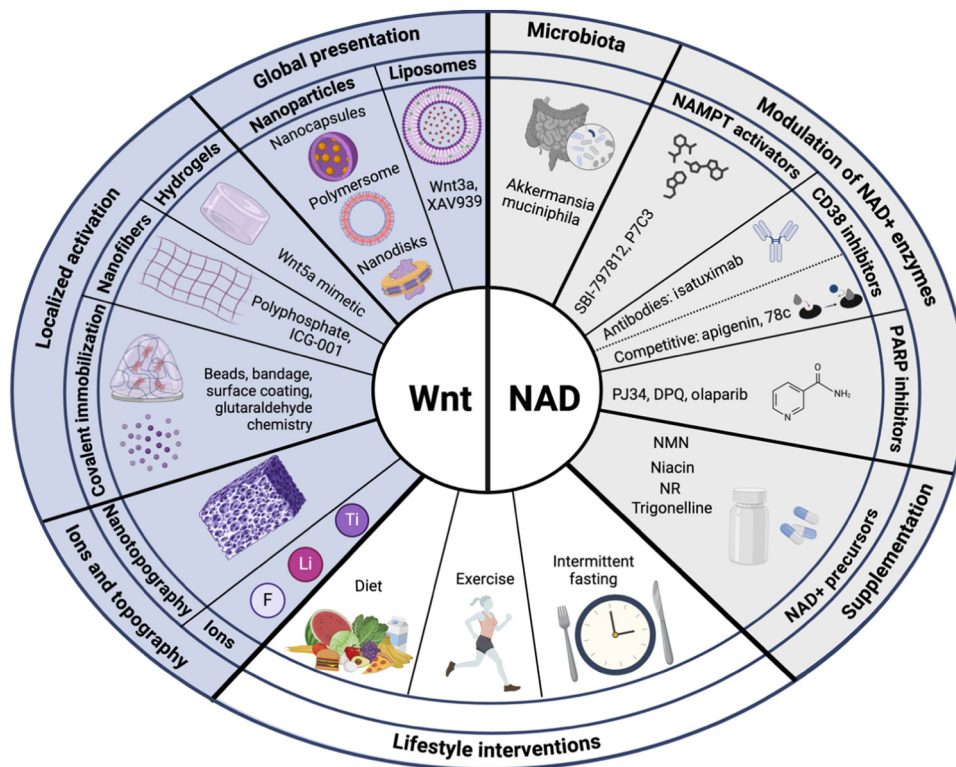 Global presentation
Microbiota
Modulation of NAD+ enzymes
Localized activation
Nanoparticles
Liposomes
NAMPT activators
Hydrogels
Nanocapsules
Polymersome
Nanodisks
Wnt3a,
XAV939
Akkermansia
muciniphila
SBI-797812, P7C3
CD38 inhibitors
Antibodies: isatuximab
Competitive: apigenin, 78c
Nanofibers
Wnt5a mimetic
Polyphosphate,
ICG-001
Covalent immobilization
Beads, bandage,
surface coating,
glutaraldehyde
chemistry
Wnt
NAD
PJ34, DPQ, olaparib
O
N
NH₂
PARP inhibitors
NMN
Niacin
NR
Trigonelline
NAD+ precursors
Supplementation
Ions and topography
Nanotopography
Ions
Ti
Li
F
Diet
Exercise
Intermittent
fasting
Lifestyle interventions